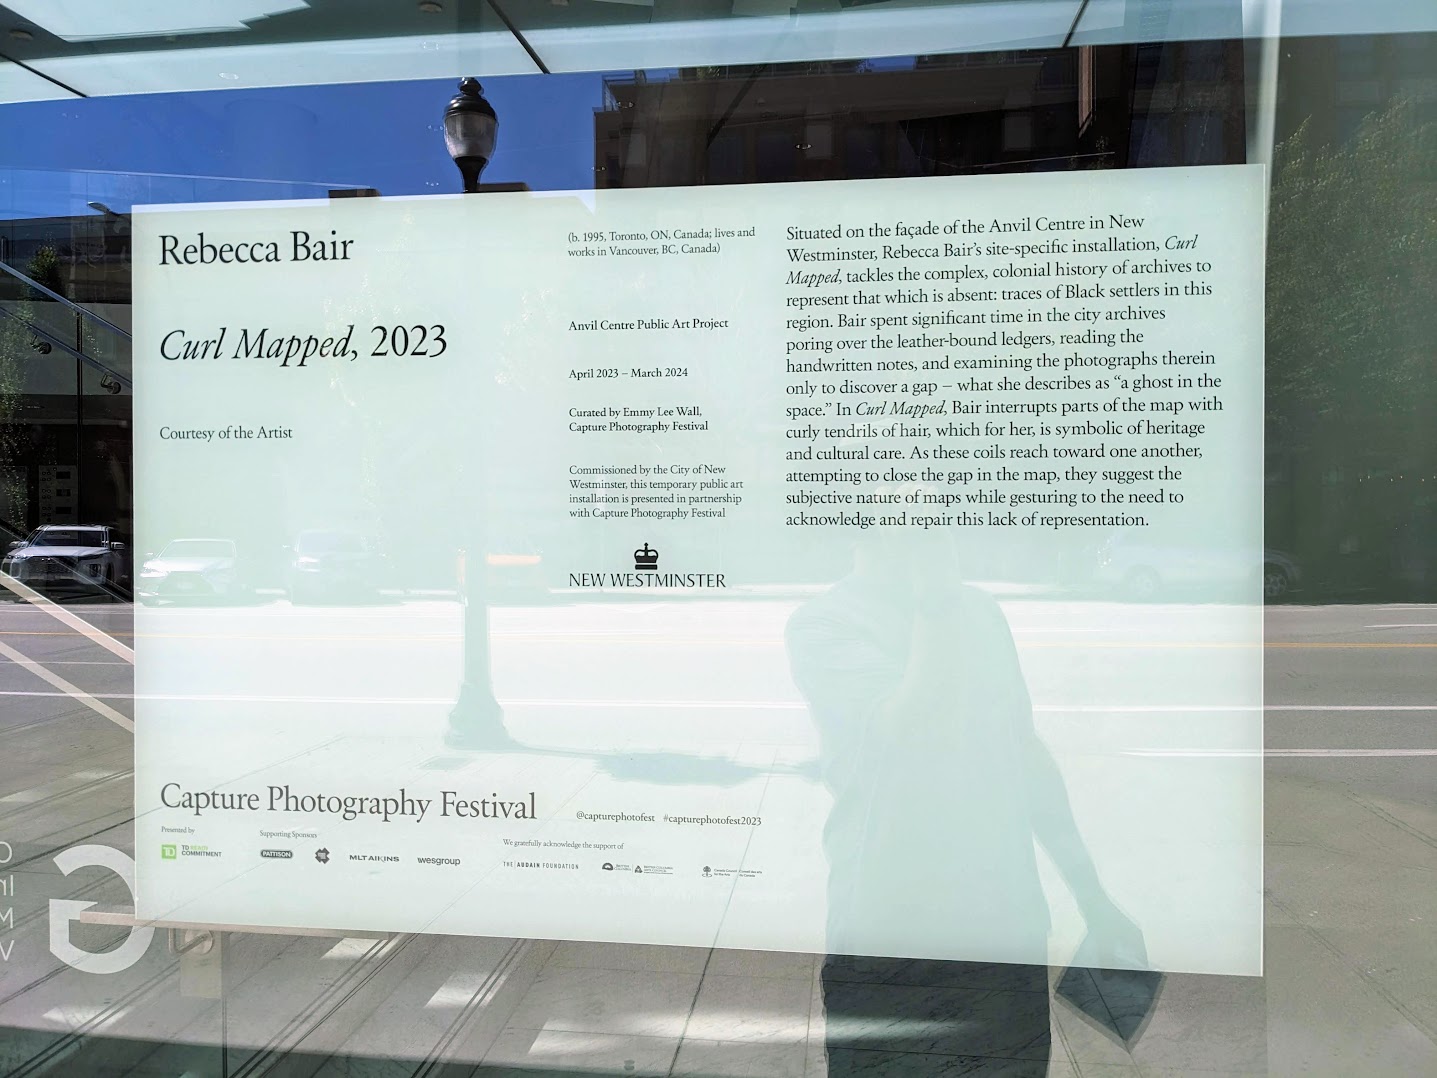 Rebecca Bair
Curl Mapped, 2023
Courtesy of the Artist
(b. 1995, Toronto, ON, Canada; lives and
works in Vancouver, BC, Canada)
Anvil Centre Public Art Project
April 2023 – March 2024
Curated by Emmy Lee Wall,
Capture Photography Festival
Commissioned by the City of New
Westminster, this temporary public art
installation is presented in partnership
with Capture Photography Festival
NEW WESTMINSTER
Situated on the façade of the Anvil Centre in New
Westminster, Rebecca Bair's site-specific installation, Curl
Mapped, tackles the complex, colonial history of archives to
represent that which is absent: traces of Black settlers in this
region. Bair spent significant time in the city archives
poring over the leather-bound ledgers, reading the
handwritten notes, and examining the photographs therein
only to discover a gap – what she describes as “a ghost in the
space.” In Curl Mapped, Bair interrupts parts of the map with
curly tendrils of hair, which for her, is symbolic of heritage
and cultural care. As these coils reach toward one another,
attempting to close the gap in the map, they suggest the
subjective nature of maps while gesturing to the need to
acknowledge and repair this lack of representation.
Capture Photography Festival
@capturephotofest #capturephotofest2023
Presented by
TD READY
COMMITMENT
Supporting Sponsors
PATTISON
MLT AIKINS
wesgroup
We gratefully acknowledge the support of
THE AUDAIN FOUNDATION